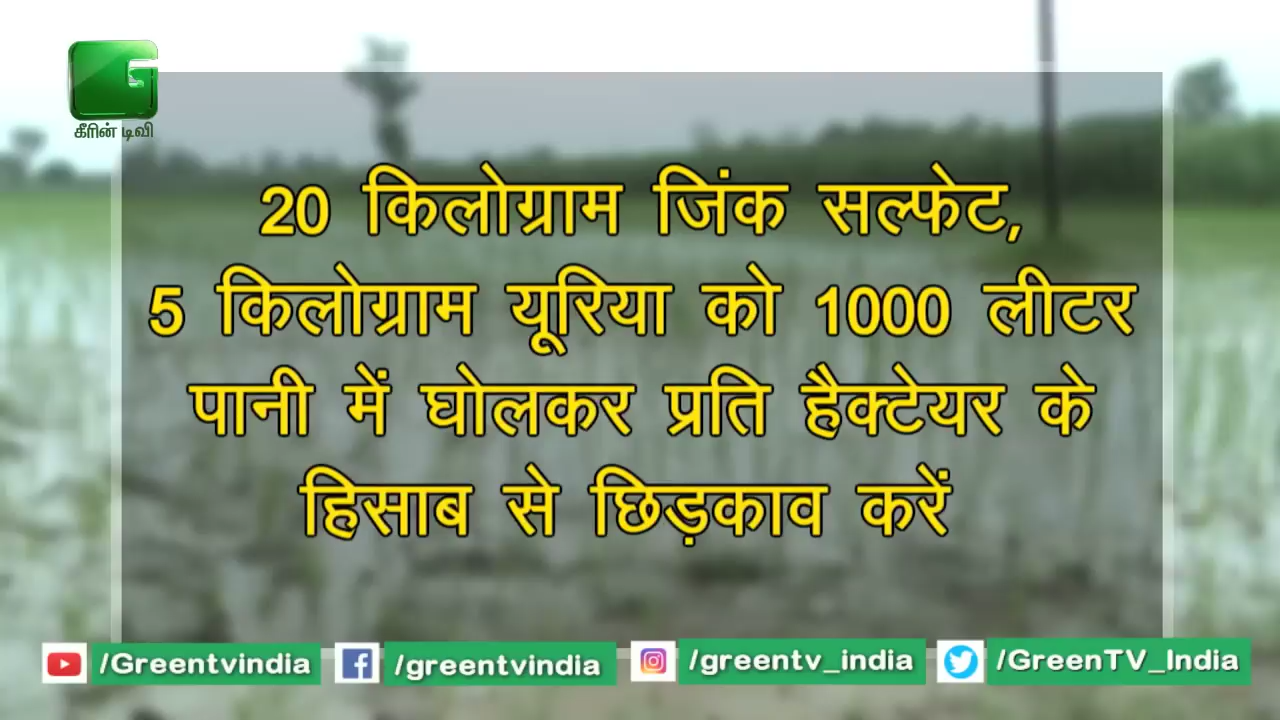 கிரின் டிவி
20 किलोग्राम जिंक सल्फेट,
5 किलोग्राम यूरिया को 1000 लीटर
पानी में घोलकर प्रति हैक्टेयर के
हिसाब से छिड़काव करें
/Greentvindia
/greentvindia
/greentv_india
/GreenTV_India